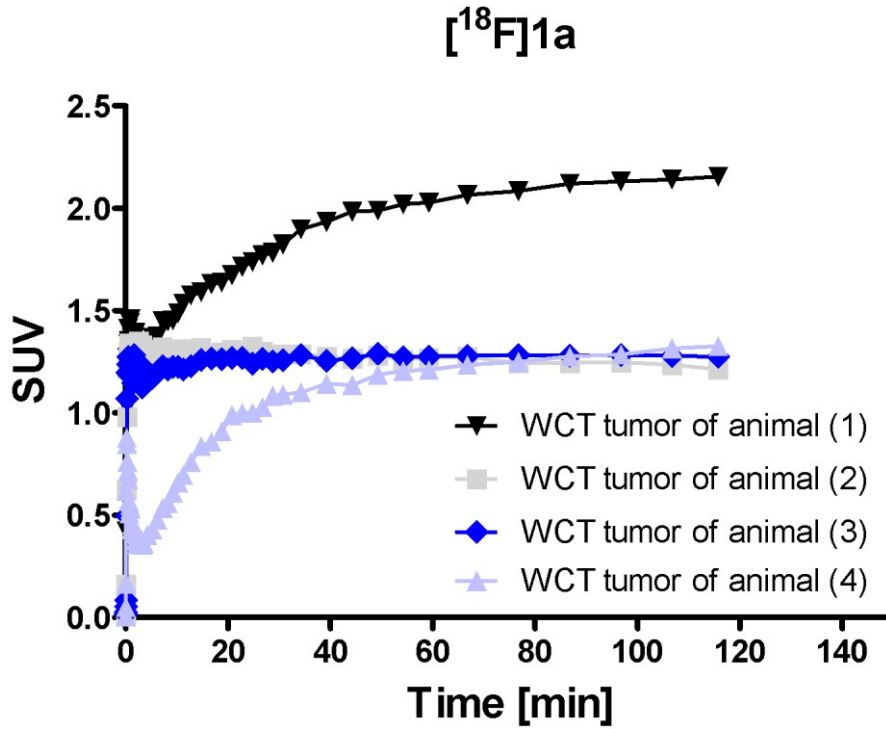 [¹⁸F]1a
2.5
2.0
1.5
1.0
0.5
0.0
SUV
WCT tumor of animal (1)
WCT tumor of animal (2)
WCT tumor of animal (3)
WCT tumor of animal (4)
0 20 40 60 80 100 120 140
Time [min]